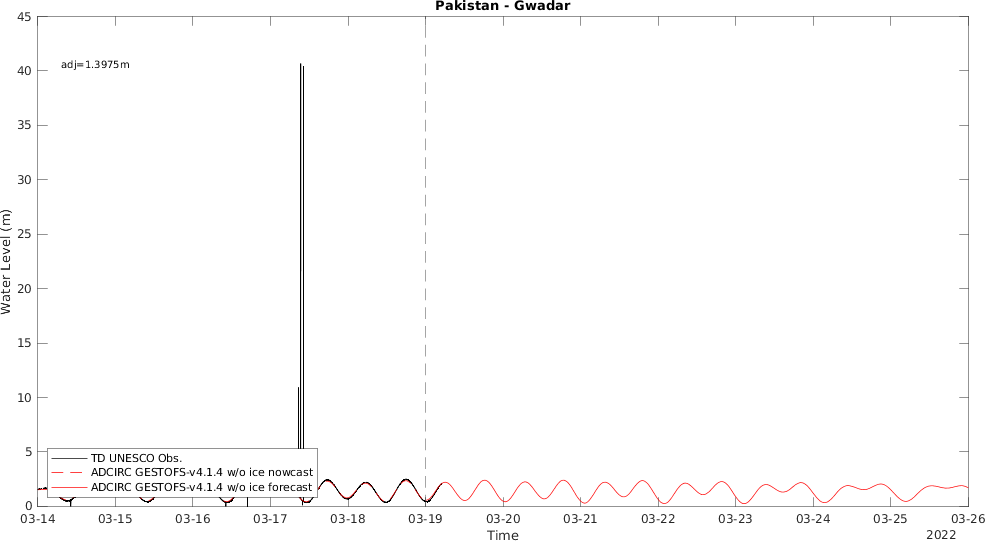 Pakistan - Gwadar
45
40
35
30
25
20
15
10
5
0
Water Level (m)
adj=1.3975m
TD UNESCO Obs.
ADCIRC GESTOFS-v4.1.4 w/o ice nowcast
ADCIRC GESTOFS-v4.1.4 w/o ice forecast
03-14 03-15 03-16 03-17 03-18 03-19 03-20 03-21 03-22 03-23 03-24 03-25 03-26
Time
2022